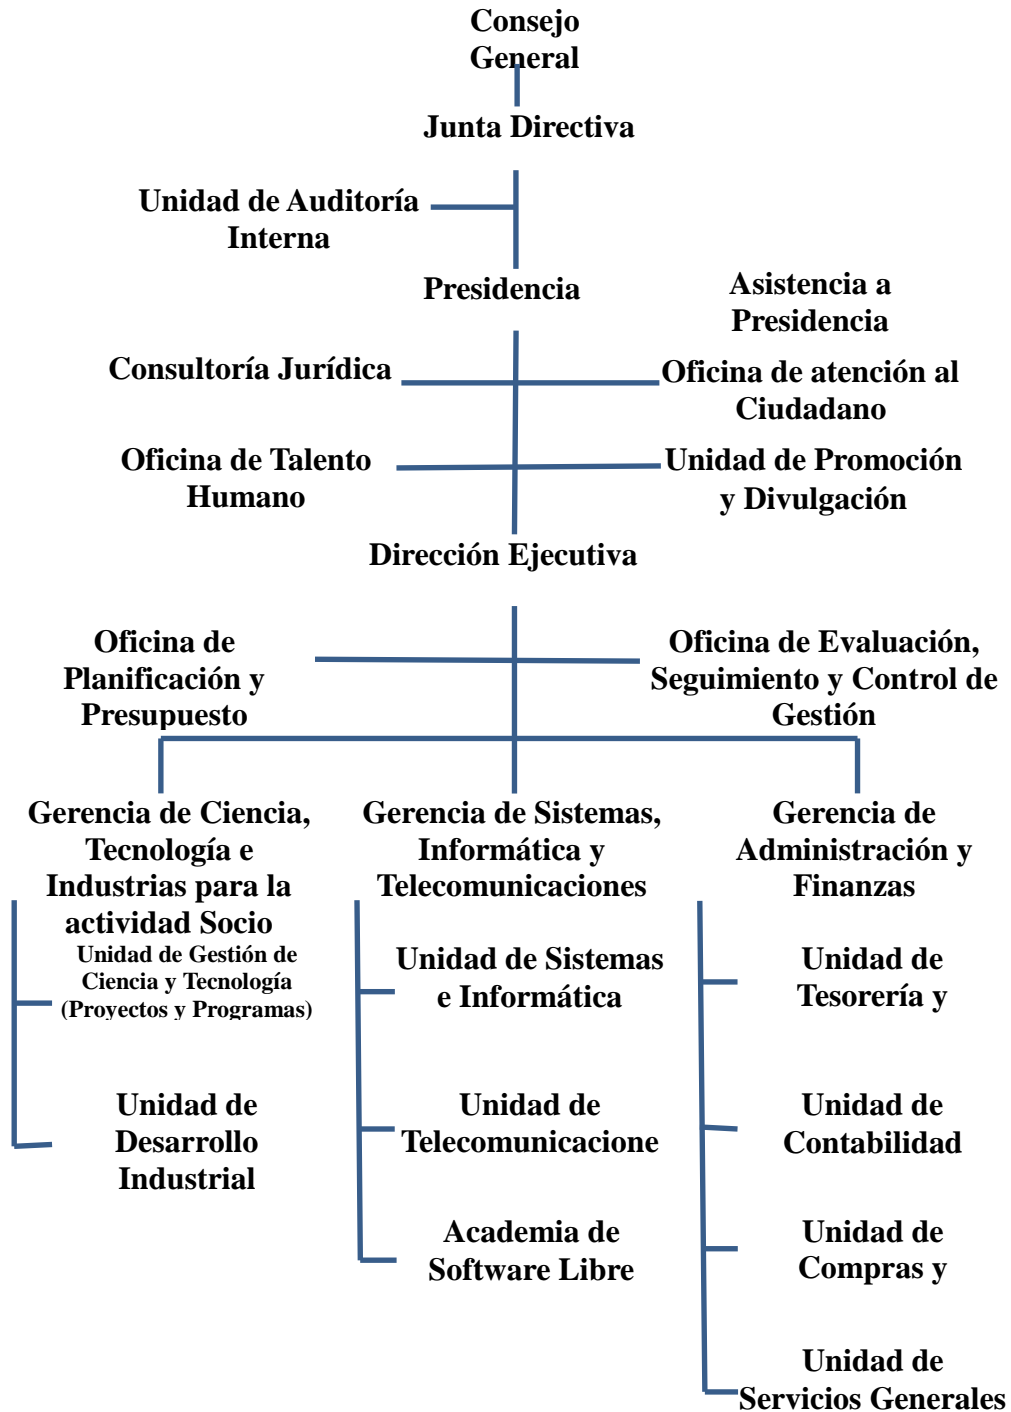 Consejo
General
Junta Directiva
Unidad de Auditoría
Interna
Presidencia
Asistencia a
Presidencia
Consultoría Jurídica
Oficina de atención al
Ciudadano
Oficina de Talento
Humano
Unidad de Promoción
y Divulgación
Dirección Ejecutiva
Oficina de
Planificación y
Presupuesto
Oficina de Evaluación,
Seguimiento y Control de
Gestión
Gerencia de Ciencia,
Tecnología e
Industrias para la
actividad Socio
Gerencia de Sistemas,
Informática y
Telecomunicaciones
Gerencia de
Administración y
Finanzas
Unidad de Gestión de
Ciencia y Tecnología
(Proyectos y Programas)
Unidad de Sistemas
e Informática
Unidad de
Tesorería y
Unidad de
Desarrollo
Industrial
Unidad de
Telecomunicacione
Unidad de
Contabilidad
Academia de
Software Libre
Unidad de
Compras y
Unidad de
Servicios Generales